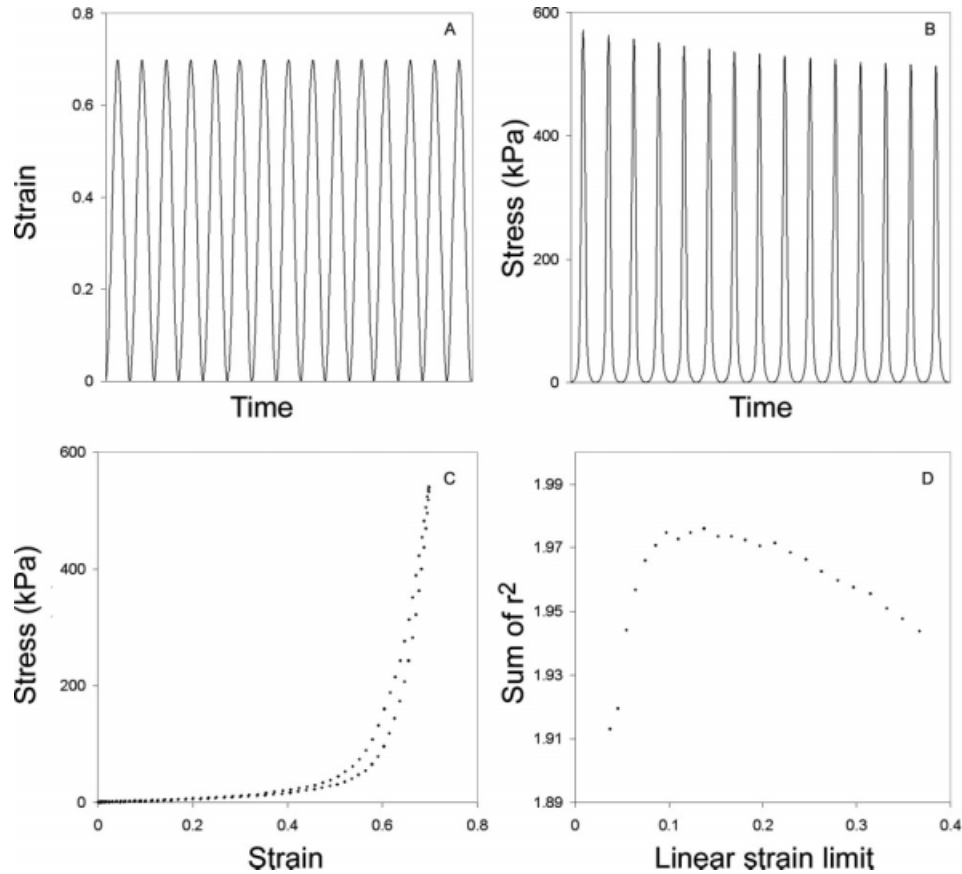 A
0.8
0.6
0.4
0.2
0
Strain
Time
B
600
400
200
0
Stress (kPa)
Time
C
600
400
200
0
Stress (kPa)
0
0.2
0.4
0.6
0.8
Strain
D
1.99
1.97
1.95
1.93
1.91
1.89
Sum of r²
0
0.1
0.2
0.3
0.4
Linear strain limit